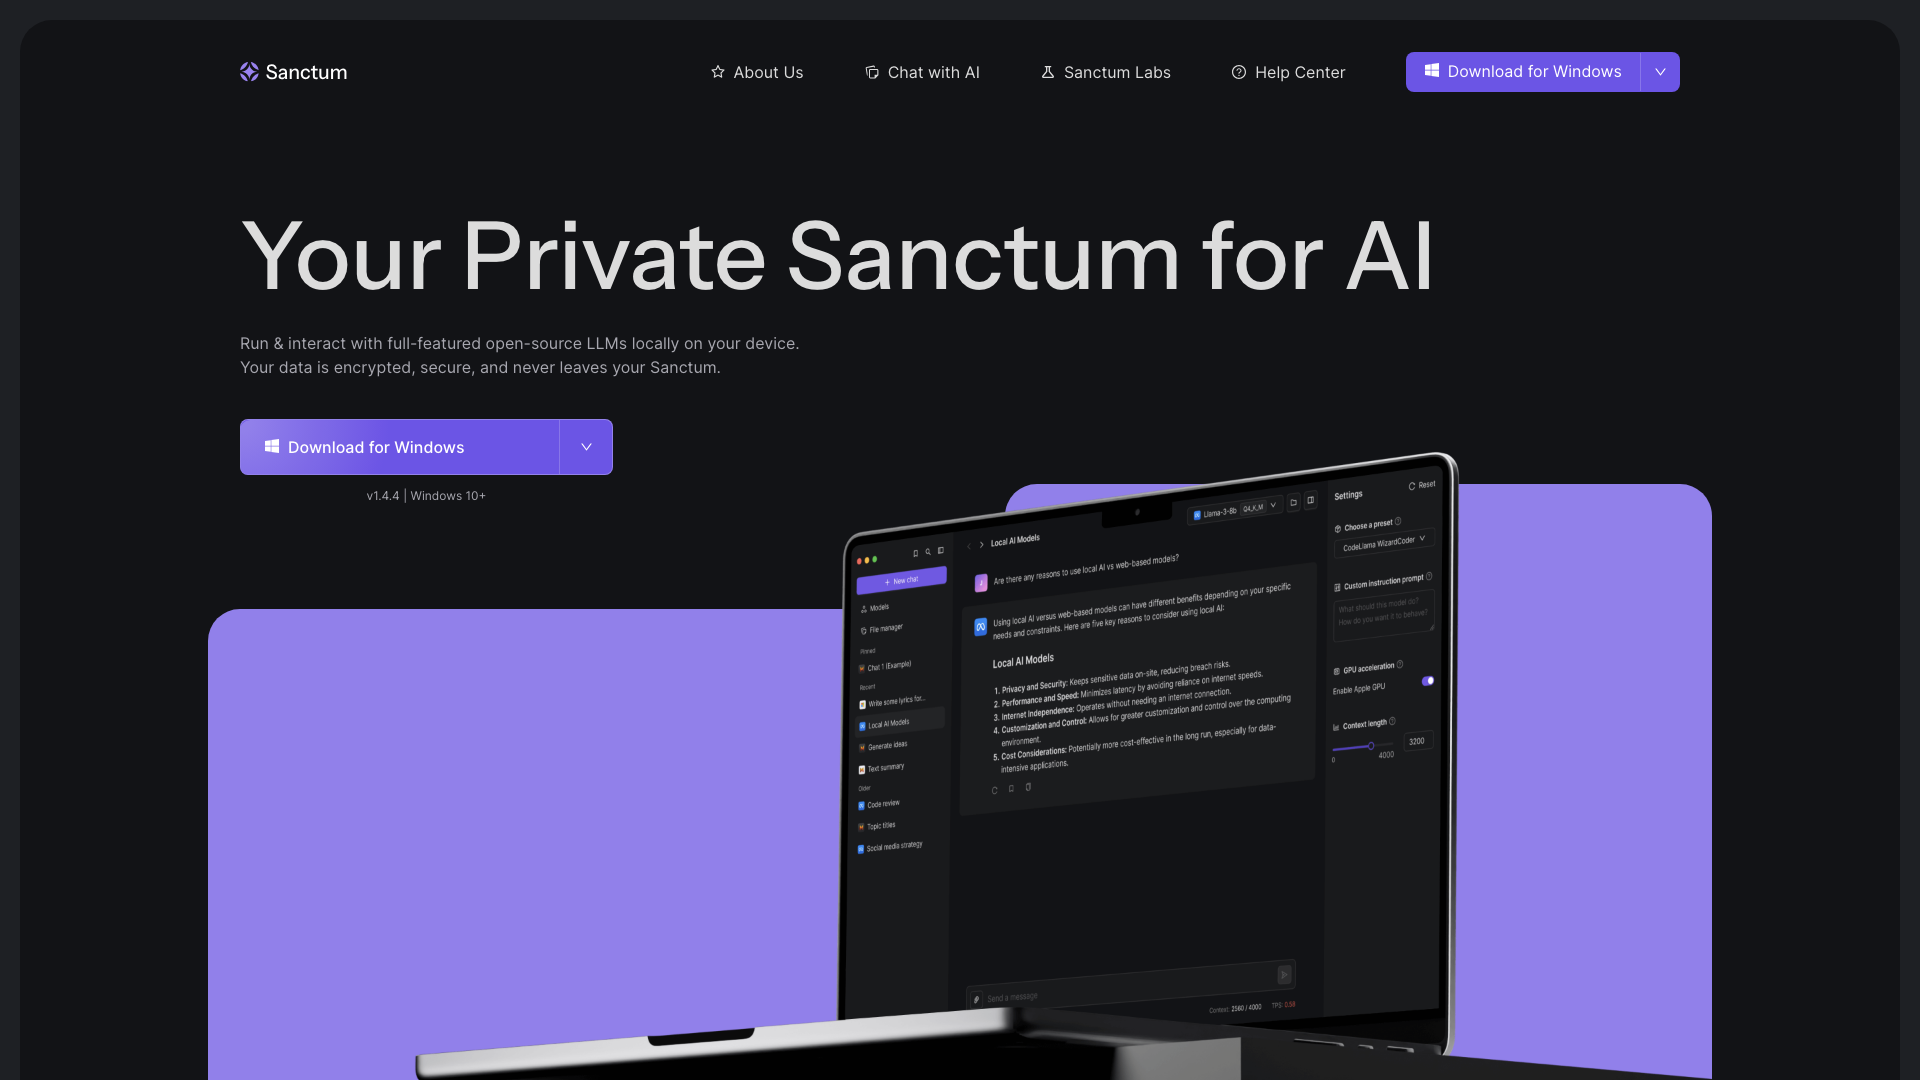 Sanctum
About Us
Chat with AI
Sanctum Labs
Help Center
Download for Windows
Your Private Sanctum for AI
Run & interact with full-featured open-source LLMs locally on your device.
Your data is encrypted, secure, and never leaves your Sanctum.
Download for Windows
v1.4.4 | Windows 10+
+ New chat
Models
File manager
Pinned
Chat 1 (Example)
Recent
Write some lyrics for...
Local AI Models
Generate ideas
Text summary
Older
Code review
Topic titles
Social media strategy
Local AI Models
Llama-3-8b Q4_K_M
J
Are there any reasons to use local AI vs web-based models?
Using local AI versus web-based models can have different benefits depending on your specific
needs and constraints. Here are five key reasons to consider using local AI:
Local AI Models
1. Privacy and Security: Keeps sensitive data on-site, reducing breach risks.
2. Performance and Speed: Minimizes latency by avoiding reliance on internet speeds.
3. Internet Independence: Operates without needing an internet connection.
4. Customization and Control: Allows for greater customization and control over the computing
environment.
5. Cost Considerations: Potentially more cost-effective in the long run, especially for data-
intensive applications.
Send a message
Context: 2560 / 4000 TPS: 0.58
Settings
Reset
Choose a preset
CodeLlama WizardCoder
Custom instruction prompt
What should this model do?
How do you want it to behave?
GPU acceleration
Enable Apple GPU
Context length
3200
0
4000